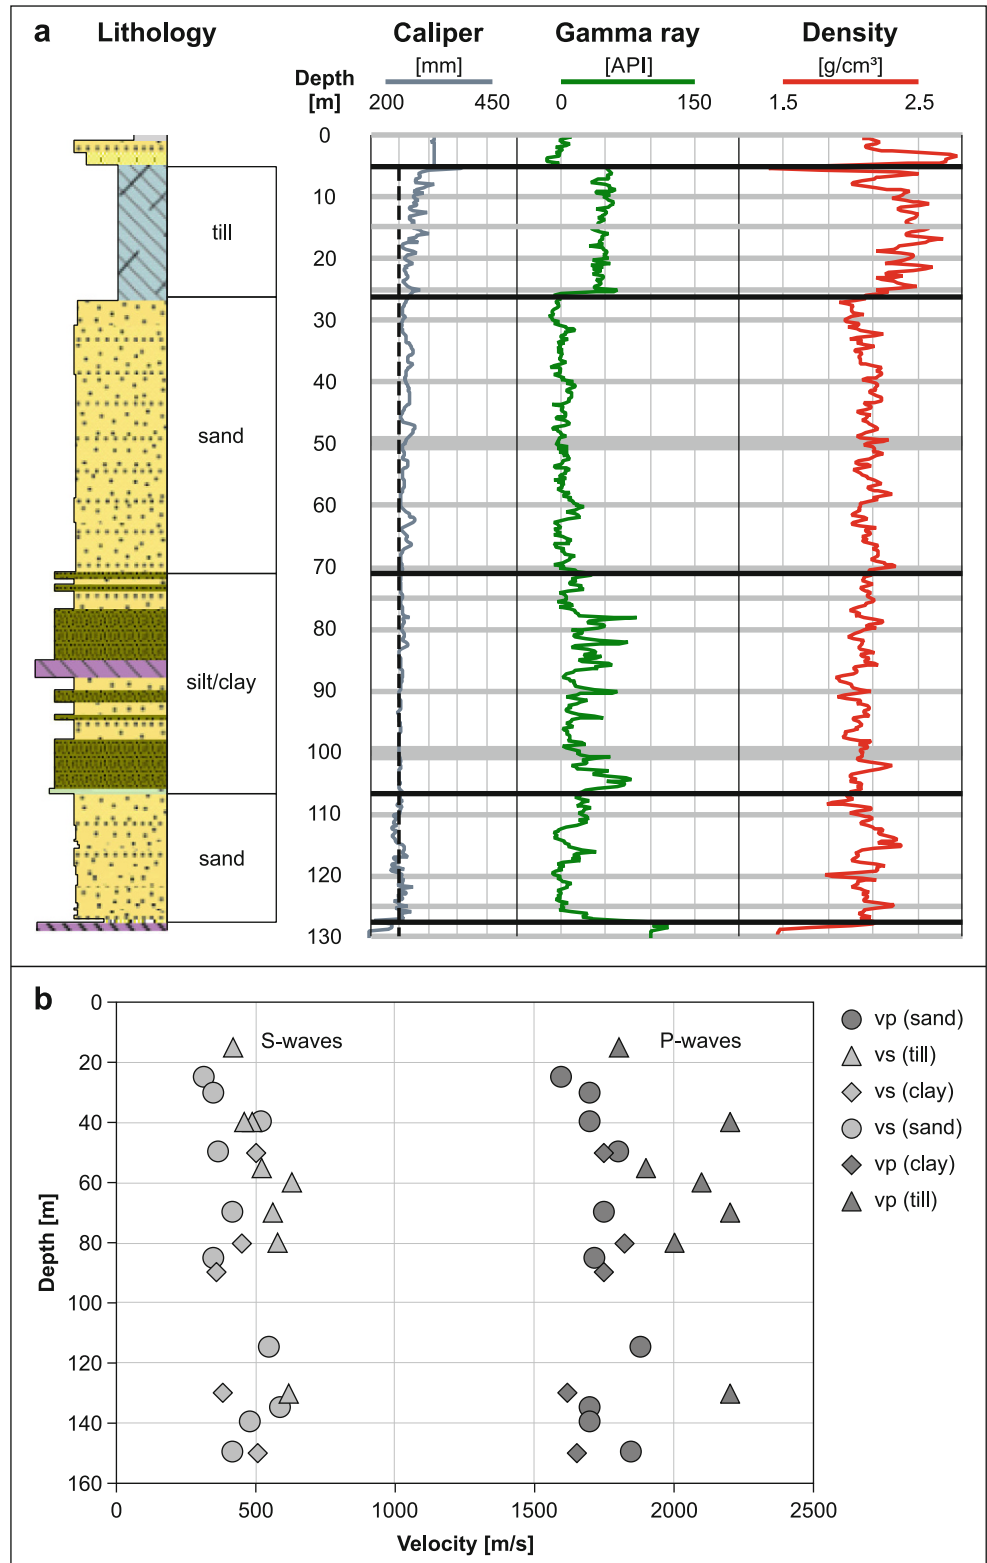 a Lithology Caliper Gamma ray Density
Depth [m] [mm] [API] [g/cm³]
200 450 0 150 1.5 2.5
0
10
till
20
30
40
sand
50
60
70
80
silt/clay
90
100
110
sand
120
130
b
S-waves P-waves
vp (sand)
vs (till)
vs (clay)
vs (sand)
vp (clay)
vp (till)
Depth [m]
0
20
40
60
80
100
120
140
160
0 500 1000 1500 2000 2500
Velocity [m/s]